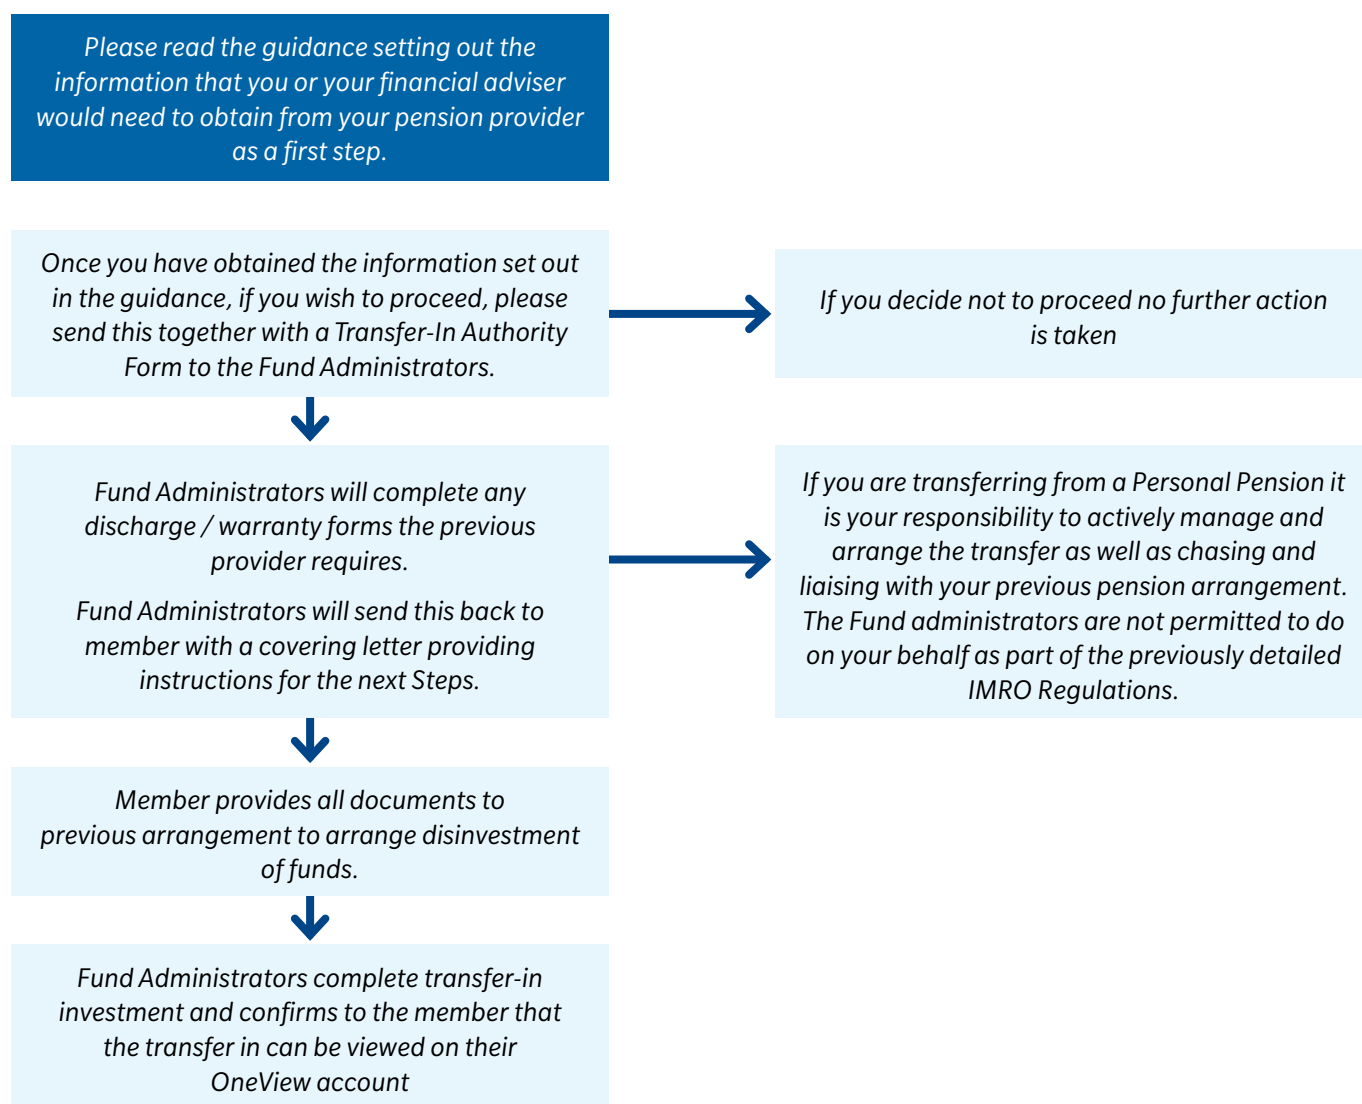 Please read the guidance setting out the
information that you or your financial adviser
would need to obtain from your pension provider
as a first step.
Once you have obtained the information set out
in the guidance, if you wish to proceed, please
send this together with a Transfer-In Authority
Form to the Fund Administrators.
If you decide not to proceed no further action
is taken
Fund Administrators will complete any
discharge / warranty forms the previous
provider requires.
Fund Administrators will send this back to
member with a covering letter providing
instructions for the next Steps.
If you are transferring from a Personal Pension it
is your responsibility to actively manage and
arrange the transfer as well as chasing and
liaising with your previous pension arrangement.
The Fund administrators are not permitted to do
on your behalf as part of the previously detailed
IMRO Regulations.
Member provides all documents to
previous arrangement to arrange disinvestment
of funds.
Fund Administrators complete transfer-in
investment and confirms to the member that
the transfer in can be viewed on their
OneView account